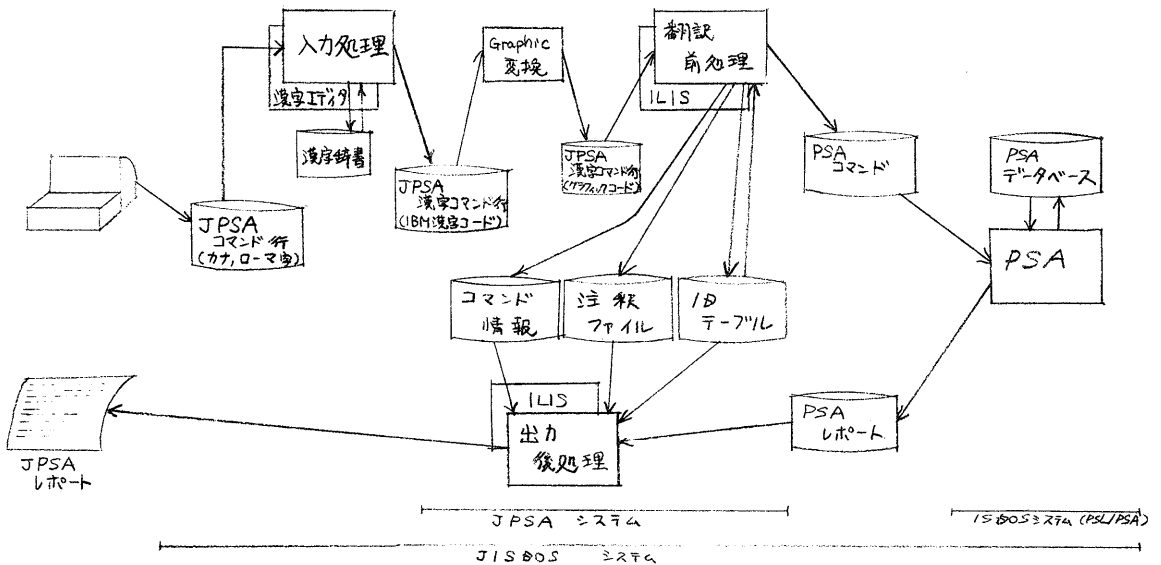 入力処理
漢字エディタ
漢字辞書
Graphic
変換
翻訳
前処理
ILIS
JPSA
コマンド行
(カナ,ローマ字)
JPSA
漢字コマンド行
(IBM漢字コード)
JPSA
漢字コマンド行
(グラフィックコード)
PSA
コマンド
PSA
データベース
PSA
コマンド
情報
注釈
ファイル
ID
テーブル
ILIS
出力
後処理
PSA
レポート
JPSA
レポート
JPSA システム
ISDOSシステム(PSL/PSA)
JISDOS システム